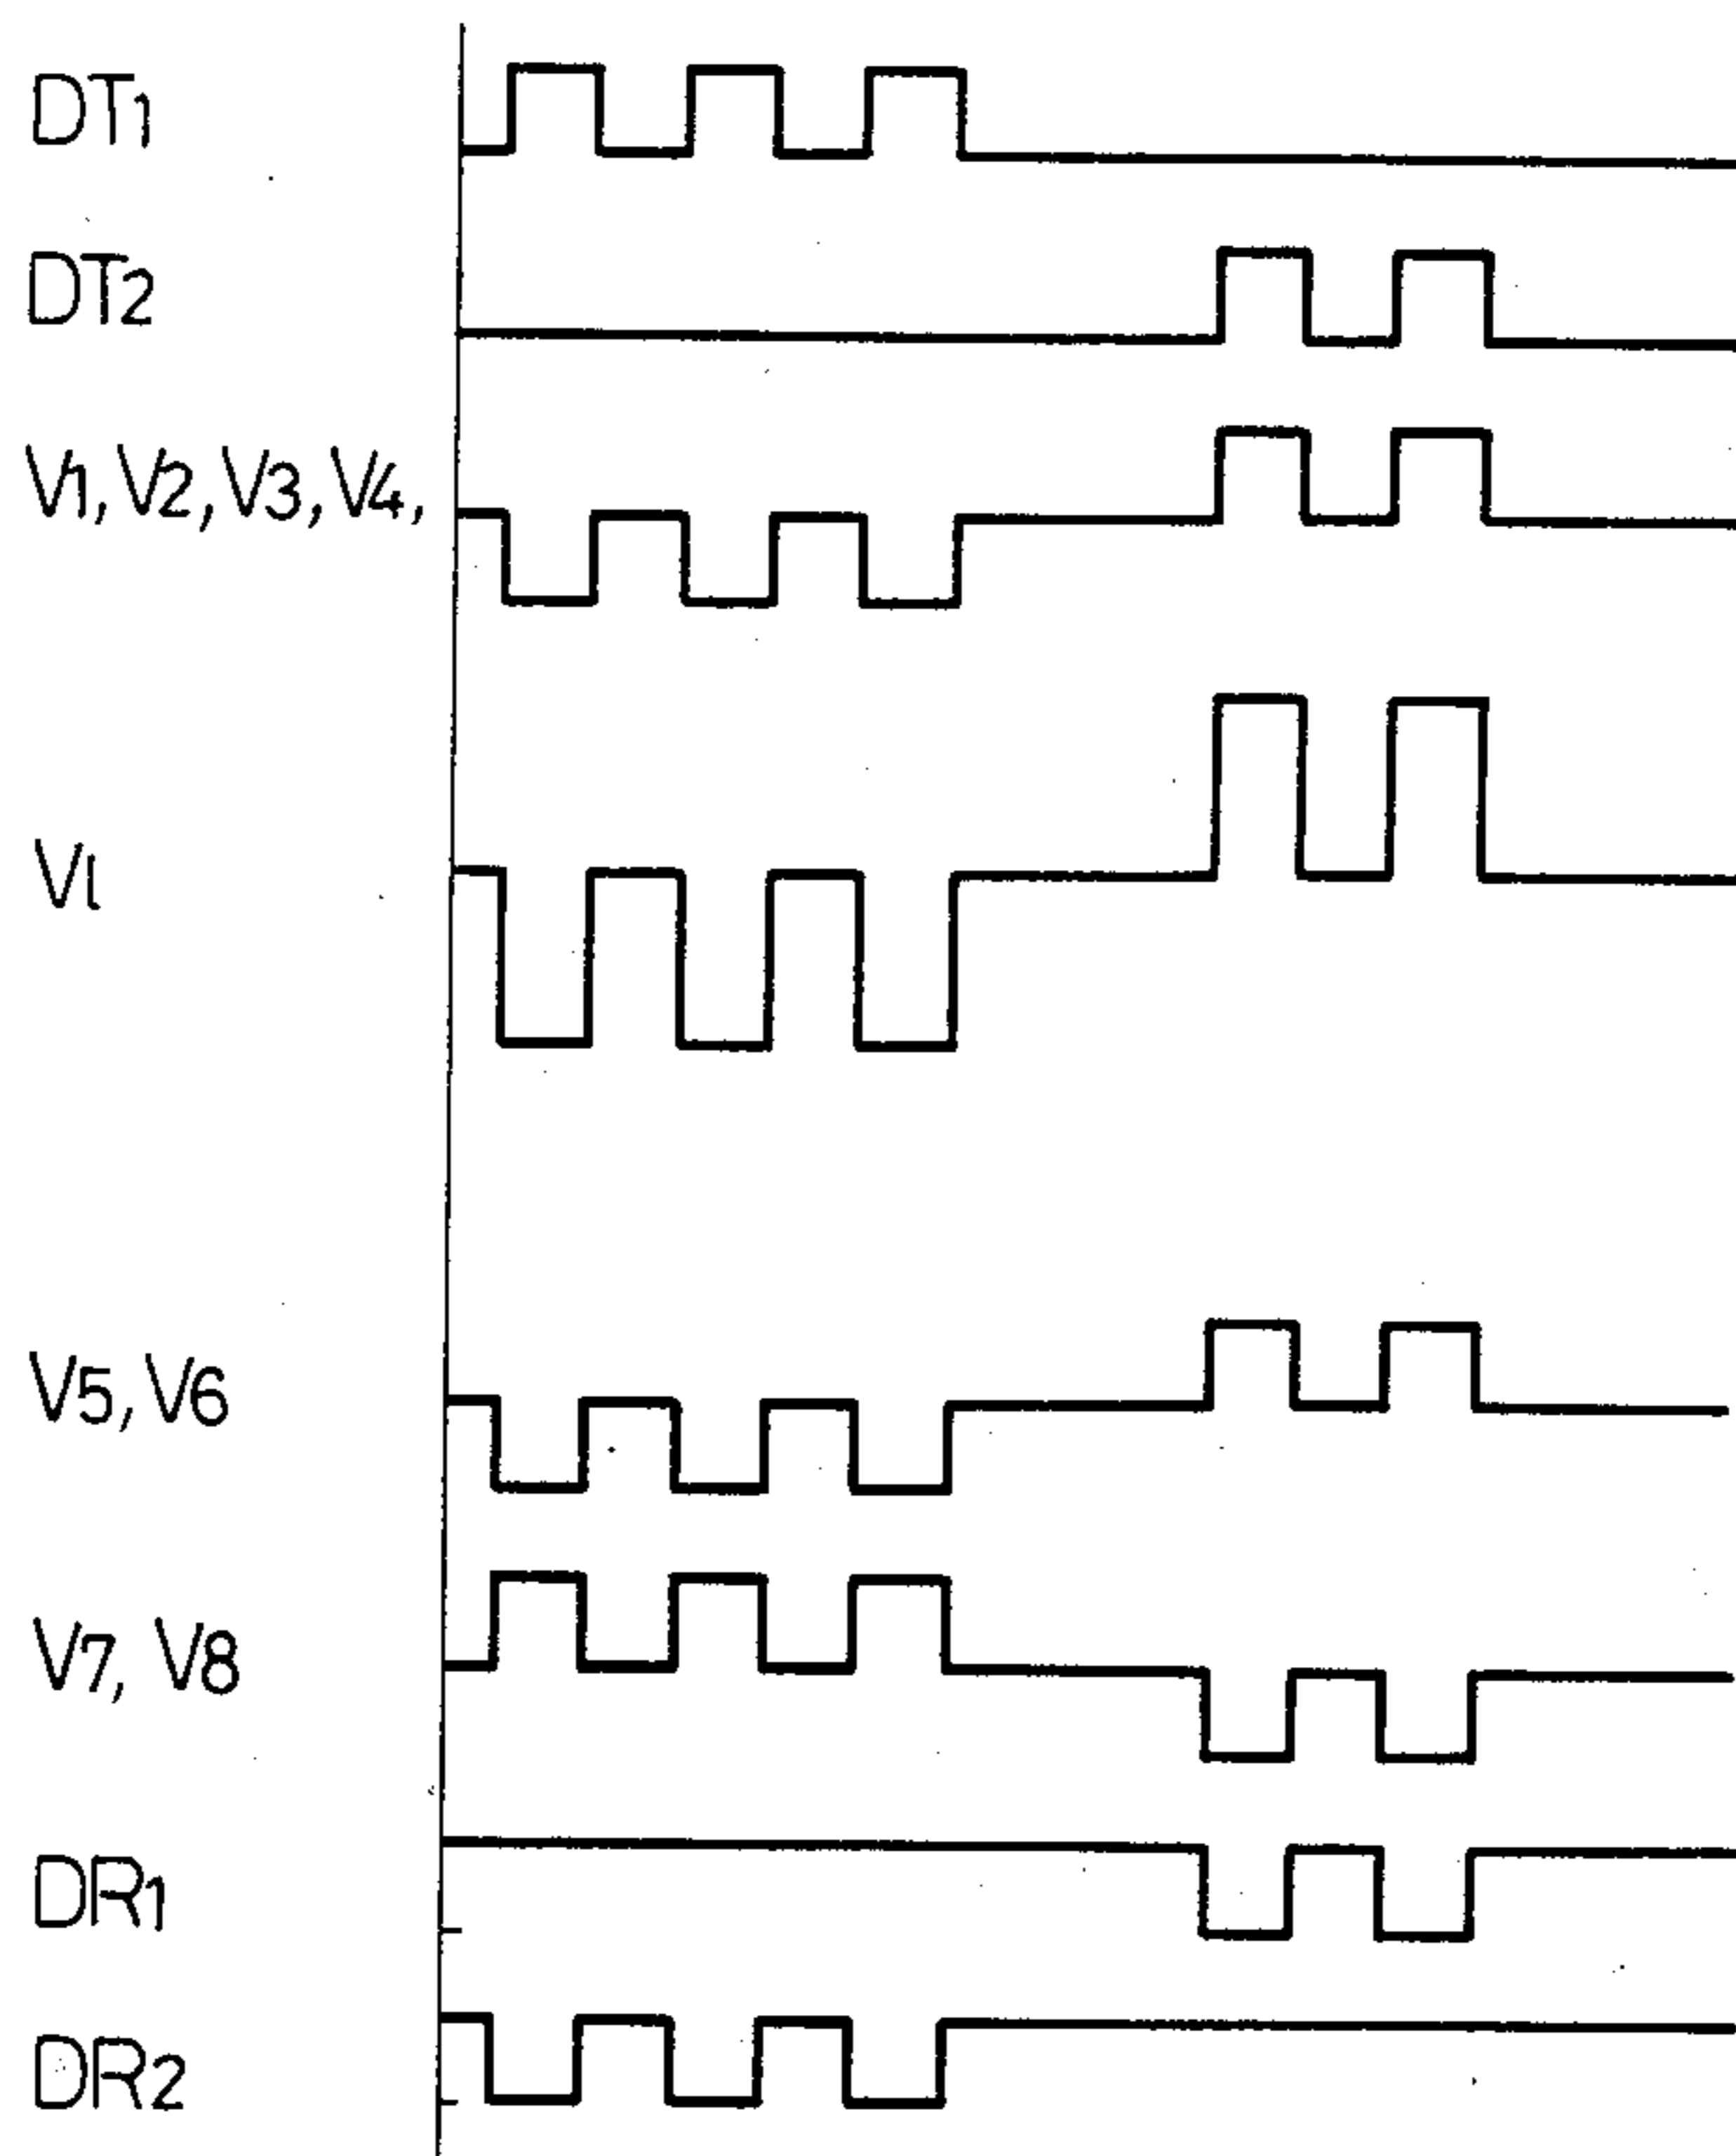 DT1
DT2
V1, V2, V3, V4,
Vl
V5, V6
V7, V8
DR1
DR2